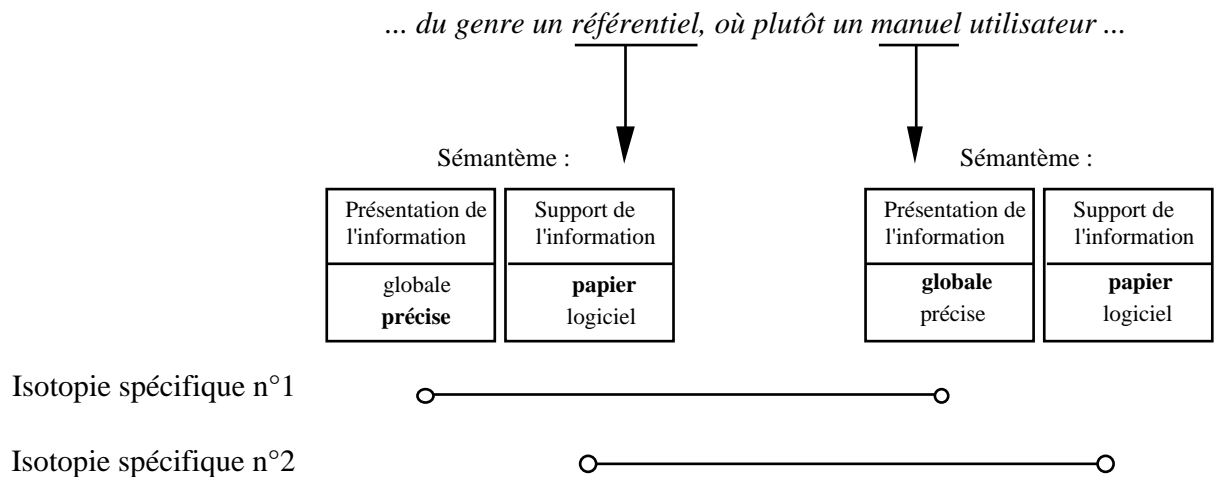 ... du genre un référentiel, où plutôt un manuel utilisateur ...
Sémantème :
Sémantème :
Présentation de
l'information
Support de
l'information
globale
précise
papier
logiciel
Présentation de
l'information
Support de
l'information
globale
précise
papier
logiciel
Isotopie spécifique n°1
Isotopie spécifique n°2